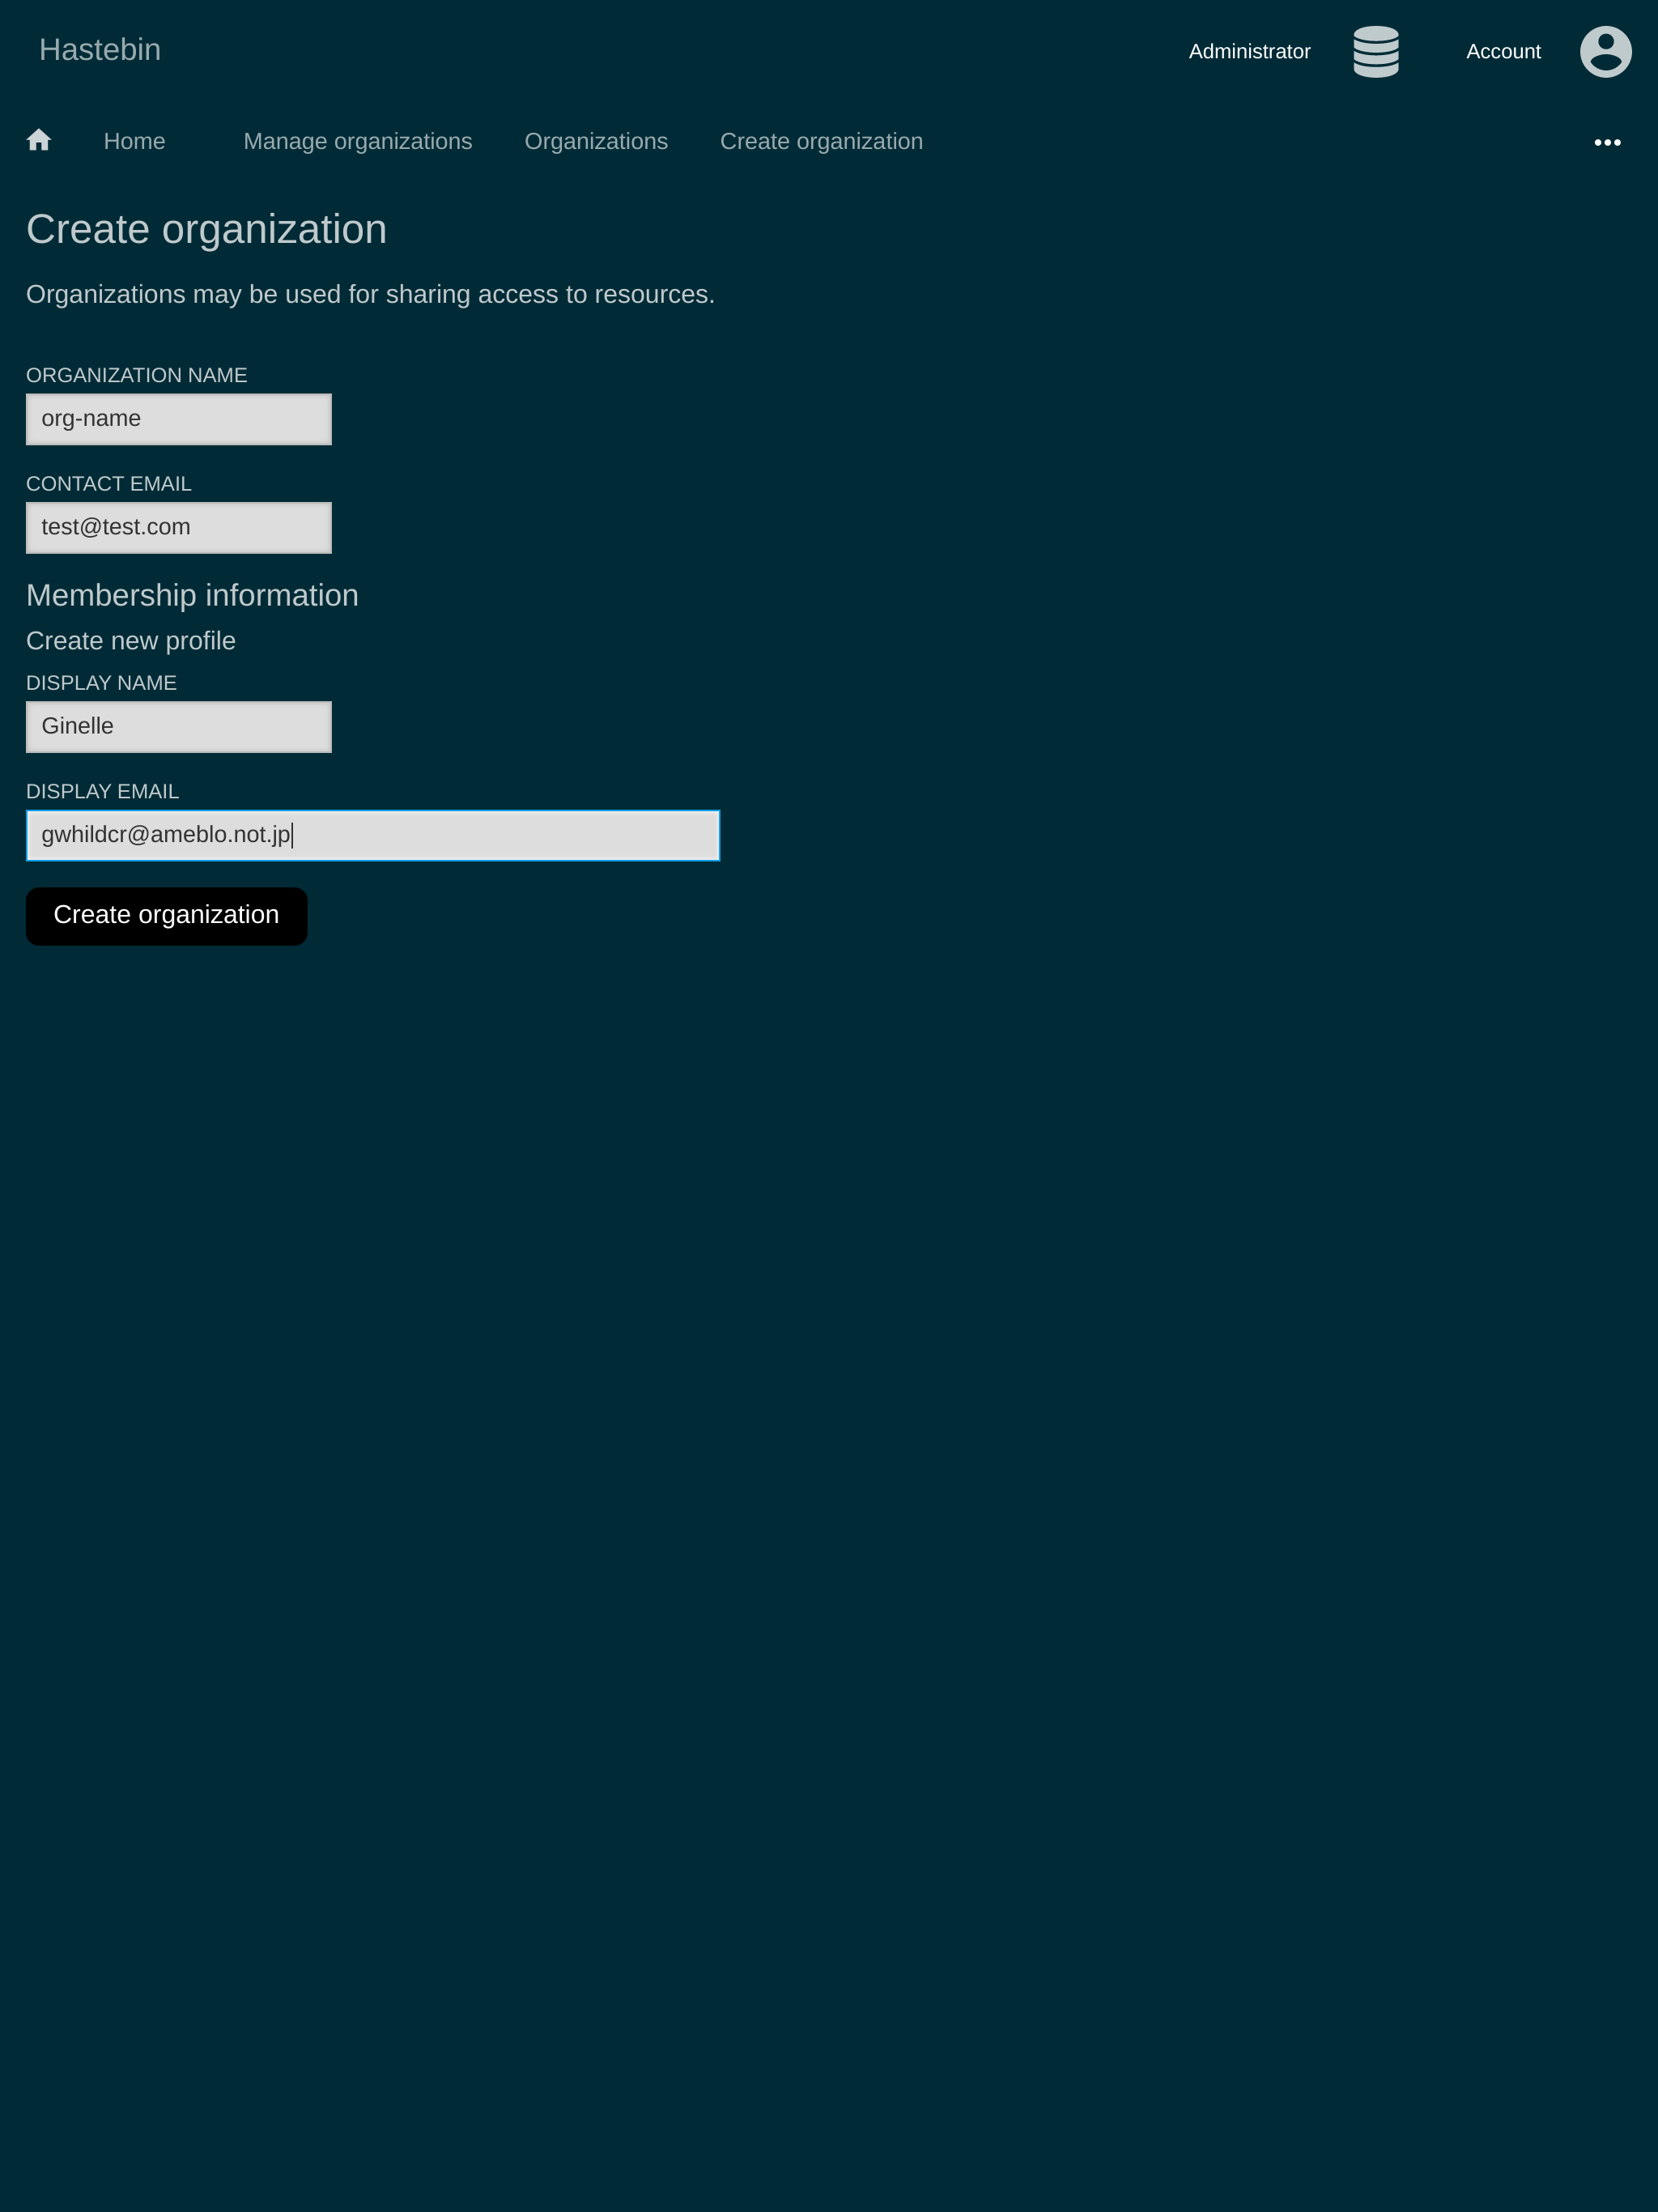 Hastebin
Administrator
Account
Home
Manage organizations
Organizations
Create organization
Create organization
Organizations may be used for sharing access to resources.
ORGANIZATION NAME
org-name
CONTACT EMAIL
test@test.com
Membership information
Create new profile
DISPLAY NAME
Ginelle
DISPLAY EMAIL
gwhildcr@ameblo.not.jp
Create organization